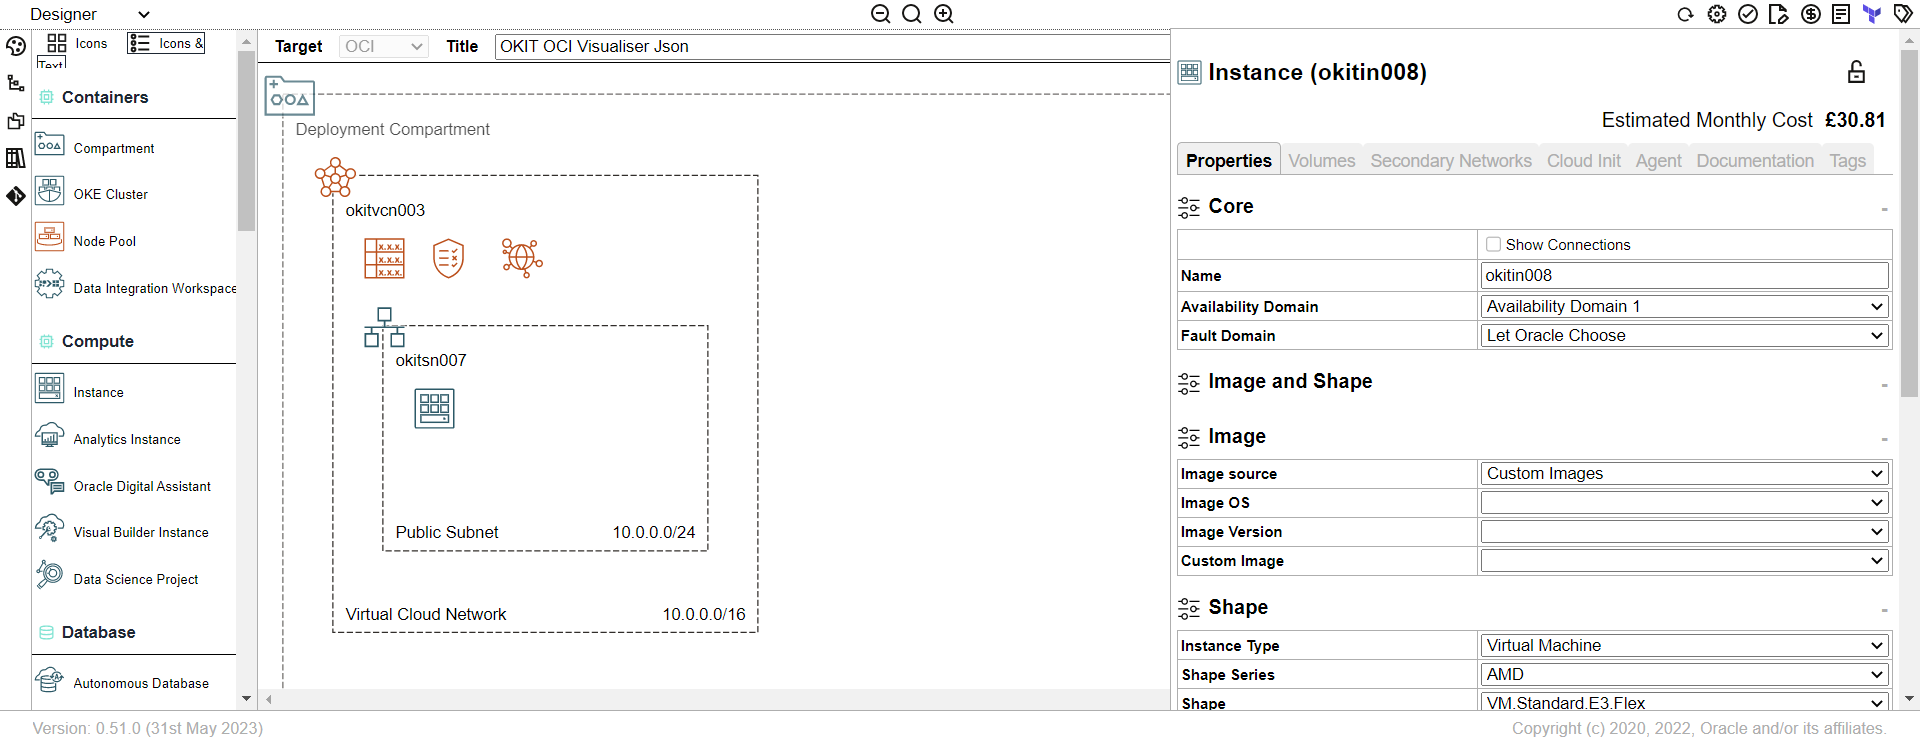 Designer
Icons
Icons &
Text
Target
OCI
Title
OKIT OCI Visualiser Json
Containers
Compartment
OKE Cluster
Node Pool
Data Integration Workspace
Compute
Instance
Analytics Instance
Oracle Digital Assistant
Visual Builder Instance
Data Science Project
Database
Autonomous Database
Deployment Compartment
okitvcn003
x.x.x.
x.x.x.
x.x.x.
okitsn007
Public Subnet
10.0.0.0/24
Virtual Cloud Network
10.0.0.0/16
Instance (okitin008)
Estimated Monthly Cost £30.81
Properties
Volumes
Secondary Networks
Cloud Init
Agent
Documentation
Tags
Core
-
Show Connections
Name
okitin008
Availability Domain
Availability Domain 1
Fault Domain
Let Oracle Choose
Image and Shape
-
Image
-
Image source
Custom Images
Image OS
Image Version
Custom Image
Shape
-
Instance Type
Virtual Machine
Shape Series
AMD
Shape
VM.Standard.E3.Flex
Version: 0.51.0 (31st May 2023)
Copyright (c) 2020, 2022, Oracle and/or its affiliates.